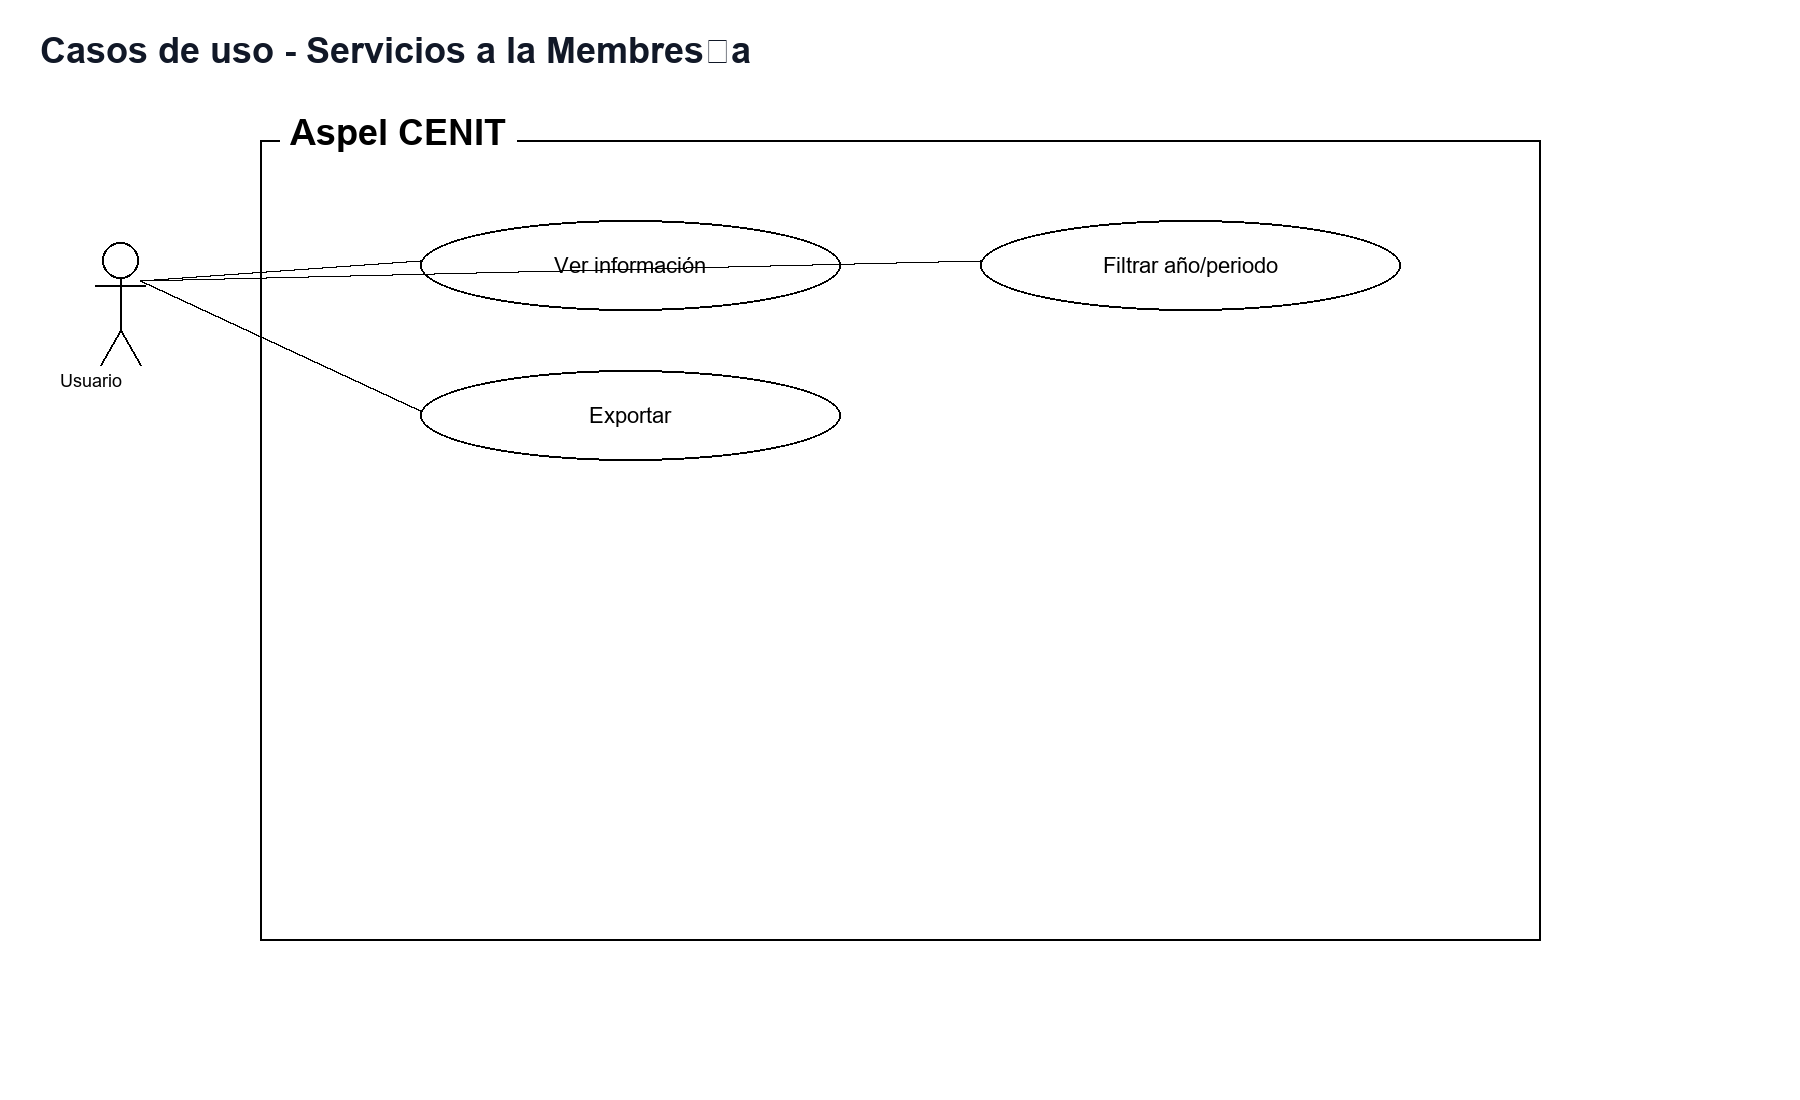 Casos de uso - Servicios a la Membres□a
Aspel CENIT
Ver información
Filtrar año/periodo
Usuario
Exportar